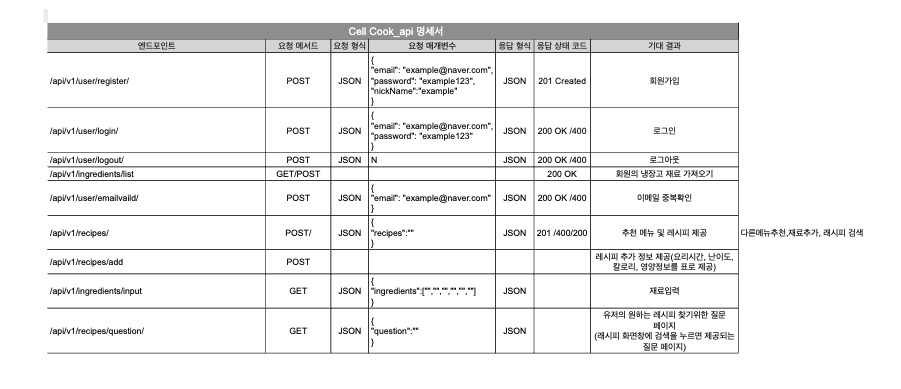 Cell Cook_api 명세서
엔드포인트 요청 메서드 요청 형식 요청 매개변수 응답 형식 응답 상태 코드 기대 결과
/api/v1/user/register/ POST JSON
{
"email": "example@naver.com",
"password": "example123",
"nickName":"example"
}
JSON 201 Created 회원가입
/api/v1/user/login/ POST JSON
{
"email": "example@naver.com",
"password": "example123"
}
JSON 200 OK /400 로그인
/api/v1/user/logout/ POST JSON N JSON 200 OK /400 로그아웃
/api/v1/ingredients/list GET/POST 200 OK 회원의 냉장고 재료 가져오기
/api/v1/user/emailvaild/ POST JSON
{
"email": "example@naver.com"
}
JSON 200 OK /400 이메일 중복확인
/api/v1/recipes/ POST/ JSON
{
"recipes":""
}
JSON 201 /400/200 추천 메뉴 및 레시피 제공 다른메뉴추천,재료추가, 래시피 검색
/api/v1/recipes/add POST
레시피 추가 정보 제공(요리시간, 난이도,
칼로리, 영양정보를 표로 제공)
/api/v1/ingredients/input GET JSON
{
"ingredients":["","","","","",""]
}
JSON 재료입력
/api/v1/recipes/question/ GET JSON
{
"question":""
}
JSON
유저의 원하는 레시피 찾기위한 질문
페이지
(래시피 화면창에 검색을 누르면 제공되는
질문 페이지)